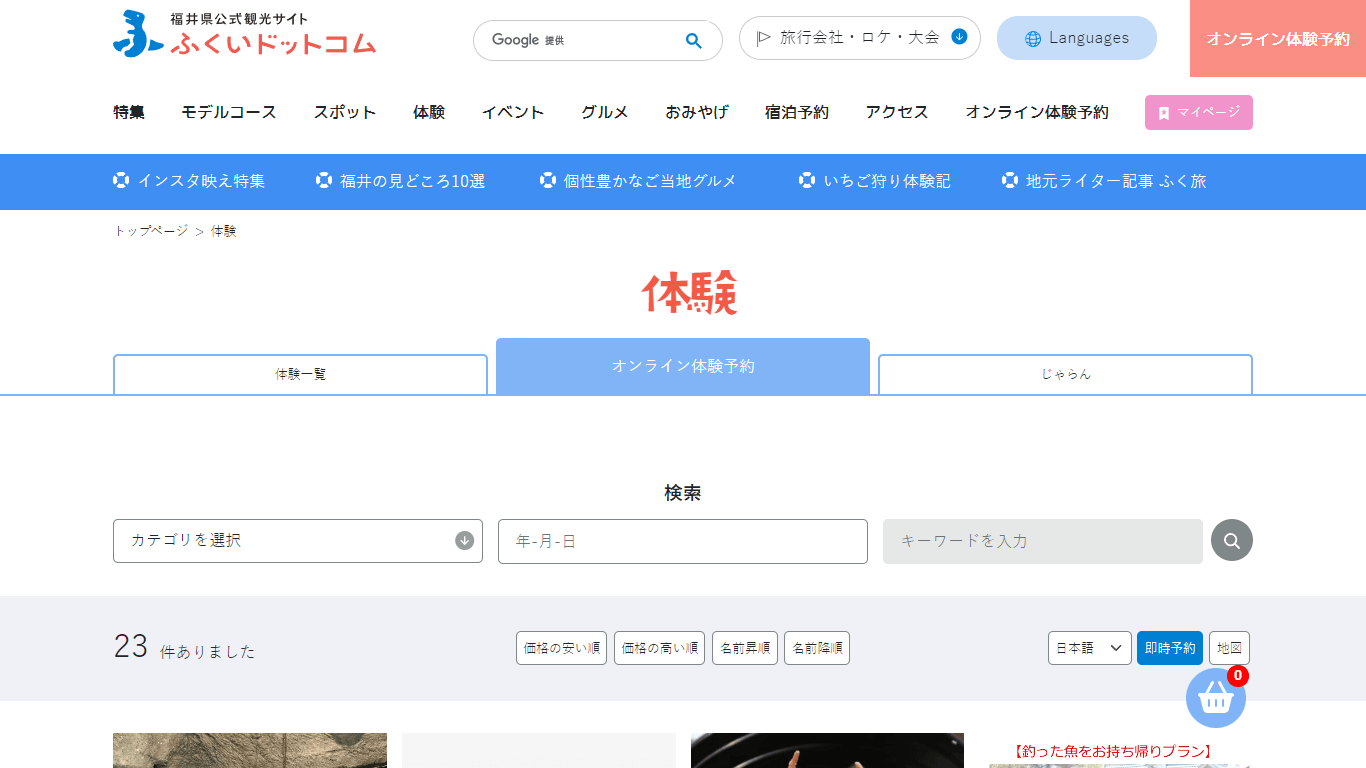 福井県公式観光サイト
ふくいドットコム
Google 提供
旅行会社・ロケ・大会
Languages
オンライン体験予約
特集
モデルコース
スポット
体験
イベント
グルメ
おみやげ
宿泊予約
アクセス
オンライン体験予約
マイページ
インスタ映え特集
福井の見どころ10選
個性豊かなご当地グルメ
いちご狩り体験記
地元ライター記事 ふく旅
トップページ > 体験
体験
体験一覧
オンライン体験予約
じゃらん
検索
カテゴリを選択
年-月-日
キーワードを入力
23 件ありました
価格の安い順
価格の高い順
名前昇順
名前降順
日本語
即時予約
地図
0
【釣った魚をお持ち帰りプラン】